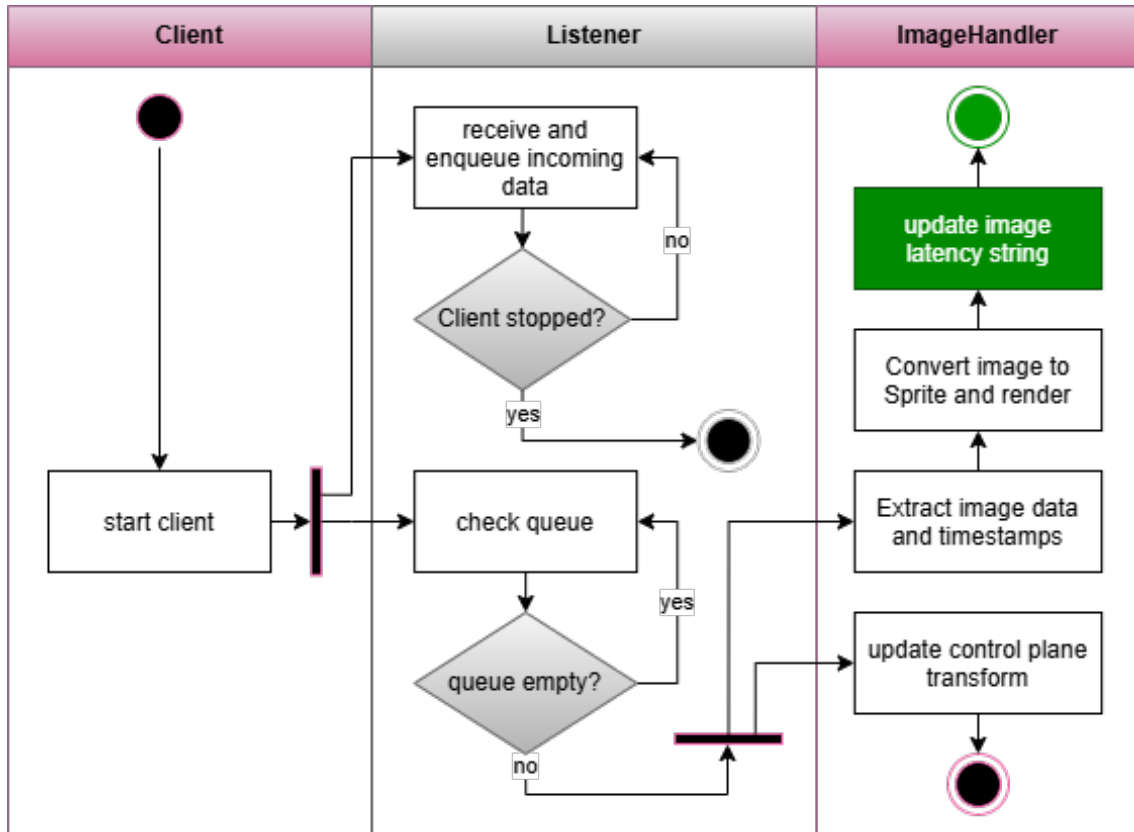 Client
Listener
ImageHandler
receive and
enqueue incoming
data
no
Client stopped?
yes
start client
check queue
yes
queue empty?
no
update image
latency string
Convert image to
Sprite and render
Extract image data
and timestamps
update control plane
transform